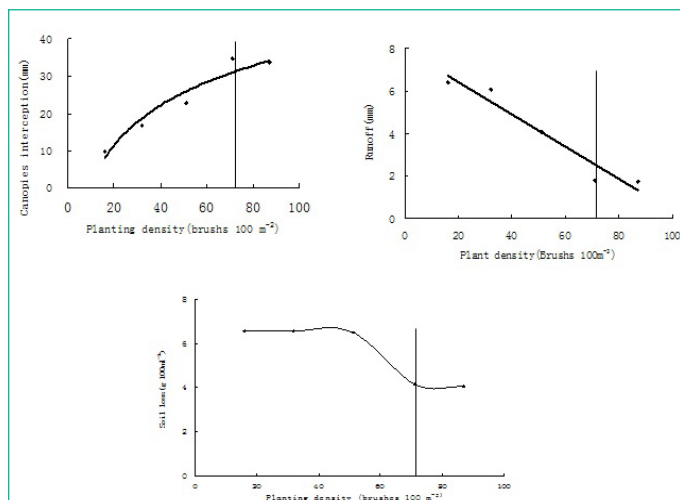 40
30
20
10
0
0 20 40 60 80 100
Canopies interception(mm)
Planting density(brushs 100 m⁻²)
8
6
4
2
0
0 20 40 60 80 100
Runoff(mm)
Plant density(Brushs 100m⁻²)
8
6
4
2
0
0 20 40 60 80 100
Soil loss(g 100ml⁻¹)
Planting density(brushs 100 m⁻²)